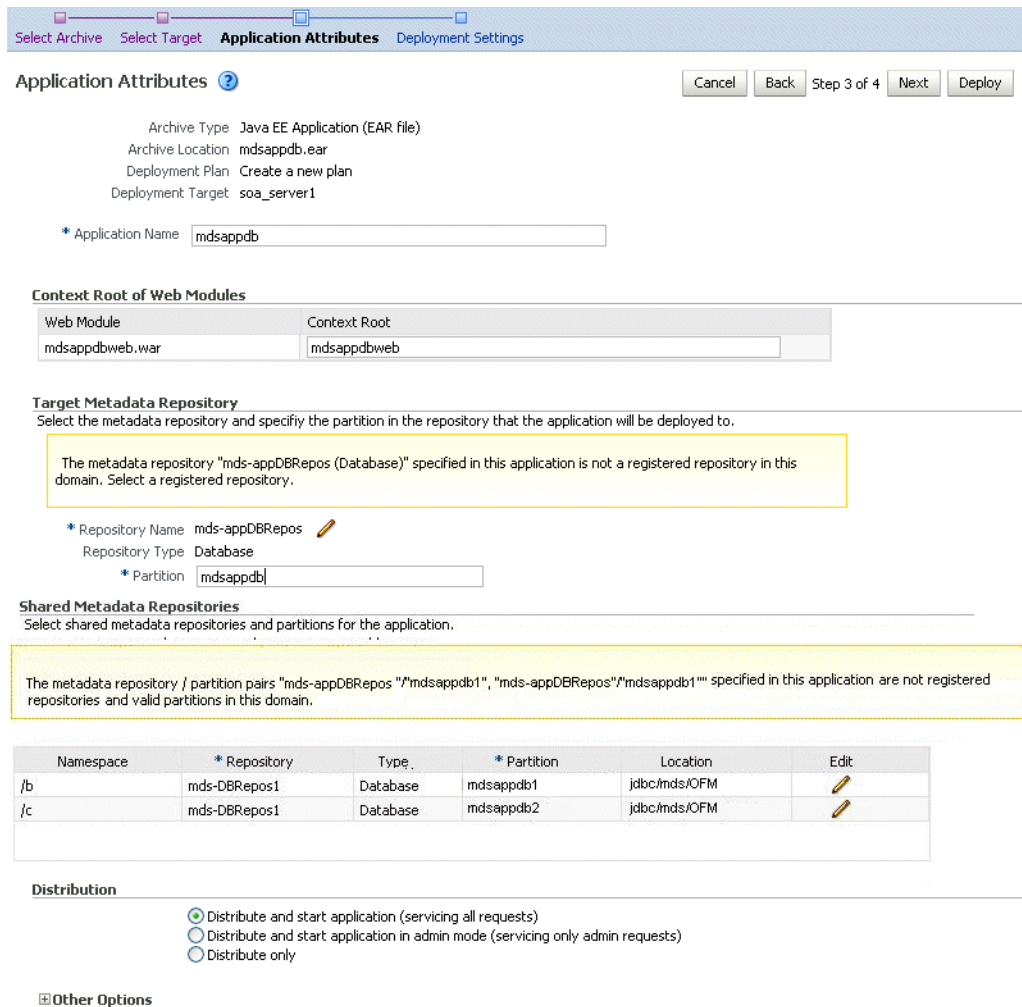 Select Archive Select Target Application Attributes Deployment Settings
Application Attributes ?
Cancel Back Step 3 of 4 Next Deploy
Archive Type Java EE Application (EAR file)
Archive Location mdsappdb.ear
Deployment Plan Create a new plan
Deployment Target soa_server1
* Application Name mdsappdb
Context Root of Web Modules
Web Module Context Root
mdsappdbweb.war mdsappdbweb
Target Metadata Repository
Select the metadata repository and specifiy the partition in the repository that the application will be deployed to.
The metadata repository "mds-appDBRepos (Database)" specified in this application is not a registered repository in this
domain. Select a registered repository.
* Repository Name mds-appDBRepos
Repository Type Database
* Partition mdsappdb
Shared Metadata Repositories
Select shared metadata repositories and partitions for the application.
The metadata repository / partition pairs "mds-appDBRepos "/"mdsappdb1", "mds-appDBRepos"/"mdsappdb1"" specified in this application are not registered
repositories and valid partitions in this domain.
Namespace * Repository Type * Partition Location Edit
/b mds-DBRepos1 Database mdsappdb1 jdbc/mds/OFM
/c mds-DBRepos1 Database mdsappdb2 jdbc/mds/OFM
Distribution
Distribute and start application (servicing all requests)
Distribute and start application in admin mode (servicing only admin requests)
Distribute only
Other Options